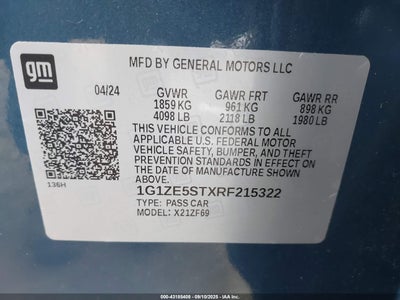 gm
MFD BY GENERAL MOTORS LLC
04/24
GVWR GAWR FRT GAWR RR
1859 KG 961 KG 898 KG
4098 LB 2118 LB 1980 LB
THIS VEHICLE CONFORMS TO ALL
APPLICABLE U.S. FEDERAL MOTOR
VEHICLE SAFETY, BUMPER, AND THEFT
PREVENTION STANDARDS IN EFFECT ON
THE DATE OF MANUFACTURE SHOWN ABOVE.
136H
1G1ZE5STXRF215322
TYPE: PASS CAR
MODEL: X21ZF69
000-43188408 - 09/10/2025 - IAAI.COM